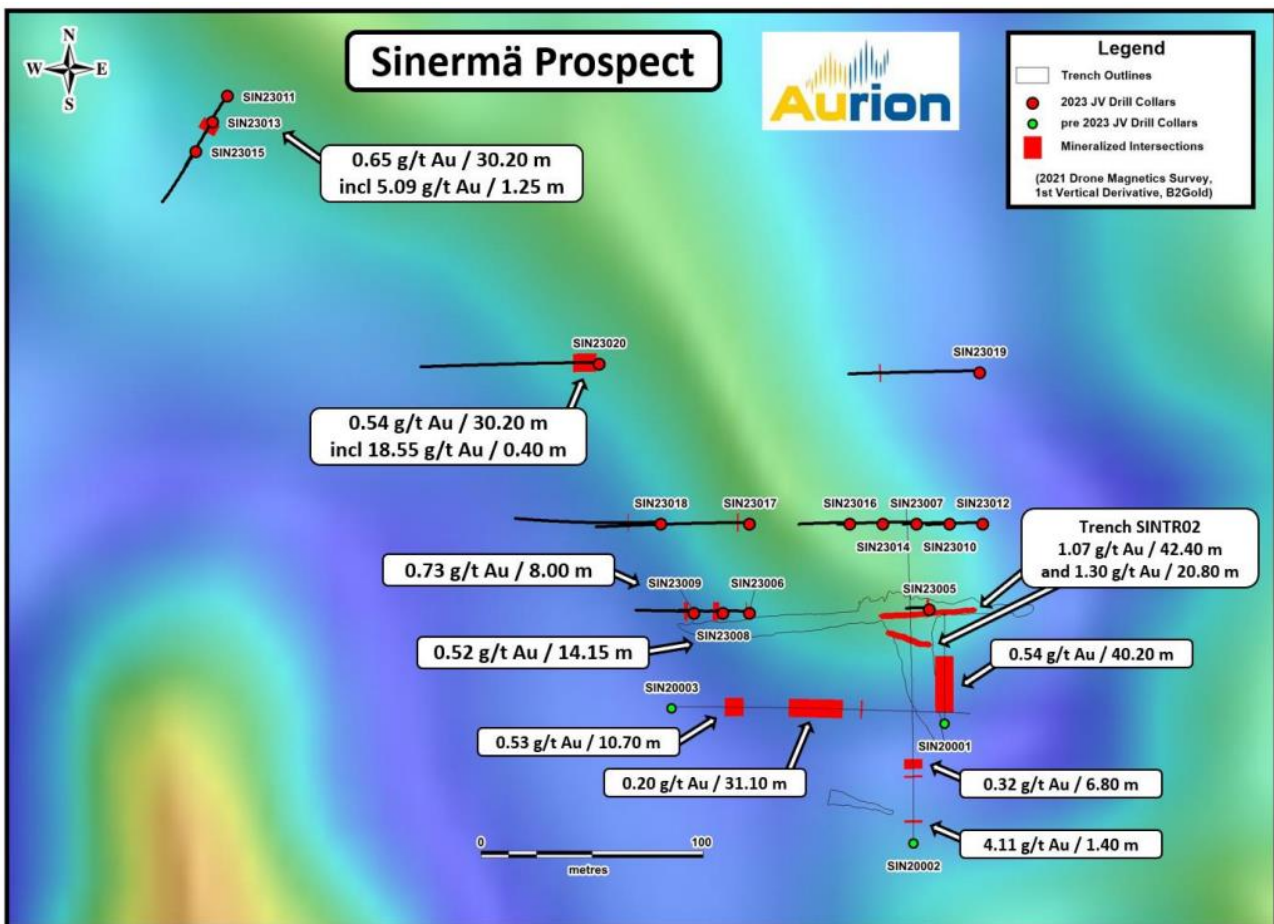 Sinermä Prospect
Aurion
N
W E
S
Legend
Trench Outlines
2023 JV Drill Collars
pre 2023 JV Drill Collars
Mineralized Intersections
(2021 Drone Magnetics Survey,
1st Vertical Derivative, B2Gold)
SIN23011
SIN23013
SIN23015
0.65 g/t Au / 30.20 m
incl 5.09 g/t Au / 1.25 m
SIN23020
SIN23019
0.54 g/t Au / 30.20 m
incl 18.55 g/t Au / 0.40 m
SIN23018
SIN23017
SIN23016
SIN23007
SIN23012
SIN23014
SIN23010
Trench SINTR02
1.07 g/t Au / 42.40 m
and 1.30 g/t Au / 20.80 m
0.73 g/t Au / 8.00 m
SIN23009
SIN23006
SIN23005
SIN23008
0.52 g/t Au / 14.15 m
0.54 g/t Au / 40.20 m
SIN20003
SIN20001
0.53 g/t Au / 10.70 m
0.20 g/t Au / 31.10 m
0.32 g/t Au / 6.80 m
4.11 g/t Au / 1.40 m
SIN20002
0 100
metres